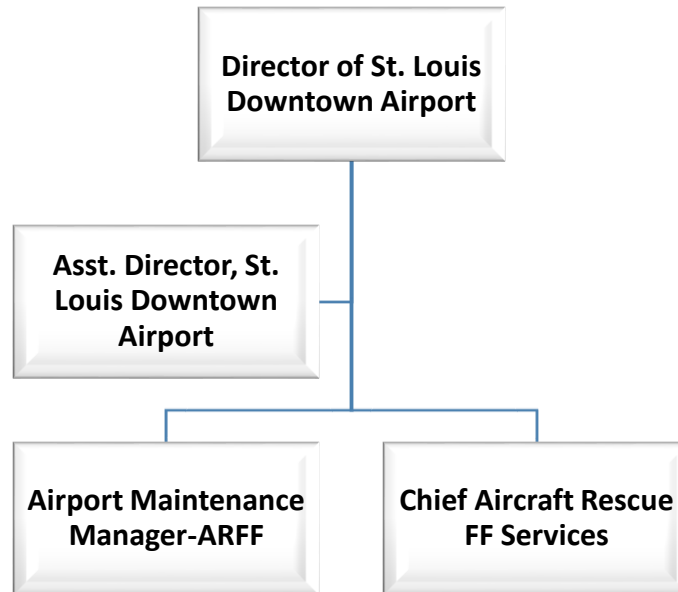 Director of St. Louis
Downtown Airport
Asst. Director, St.
Louis Downtown
Airport
Airport Maintenance
Manager-ARFF
Chief Aircraft Rescue
FF Services